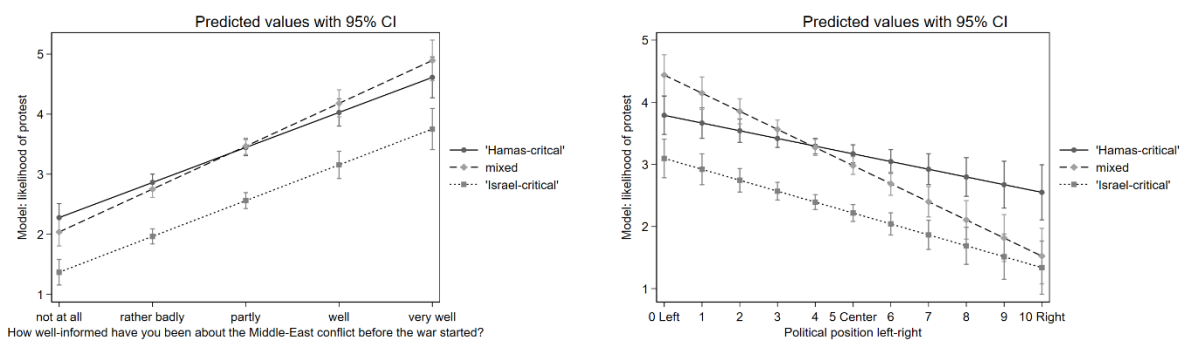 Predicted values with 95% CI
Model: likelihood of protest
5
4
3
2
1
not at all rather badly partly well very well
How well-informed have you been about the Middle-East conflict before the war started?
'Hamas-critcal'
mixed
'Israel-critical'
Predicted values with 95% CI
Model: likelihood of protest
5
4
3
2
1
0 Left 1 2 3 4 5 Center 6 7 8 9 10 Right
Political position left-right
'Hamas-critcal'
mixed
'Israel-critical'